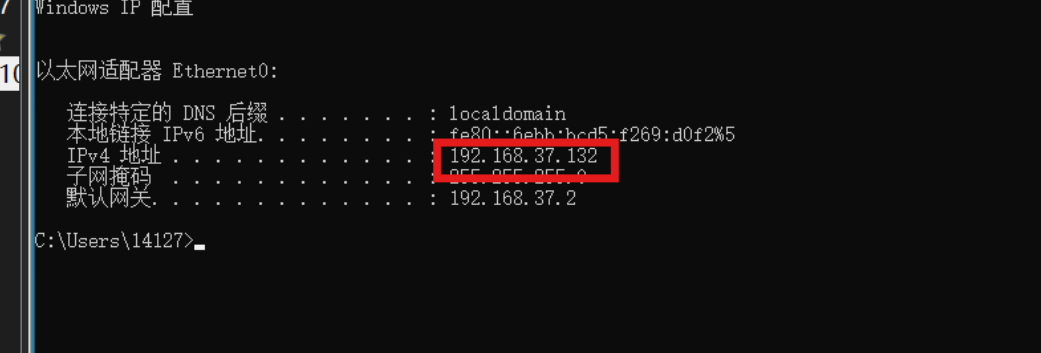 7
Windows IP 配置
以太网适配器 Ethernet0:
10
连接特定的 DNS 后缀 . . . . . . . : localdomain
本地链接 IPv6 地址. . . . . . . . : fe80::6ebb:bcd5:f269:d0f2%5
IPv4 地址 . . . . . . . . . . . . : 192.168.37.132
子网掩码 . . . . . . . . . . . . : 255.255.255.0
默认网关. . . . . . . . . . . . . : 192.168.37.2
C:\Users\14127>